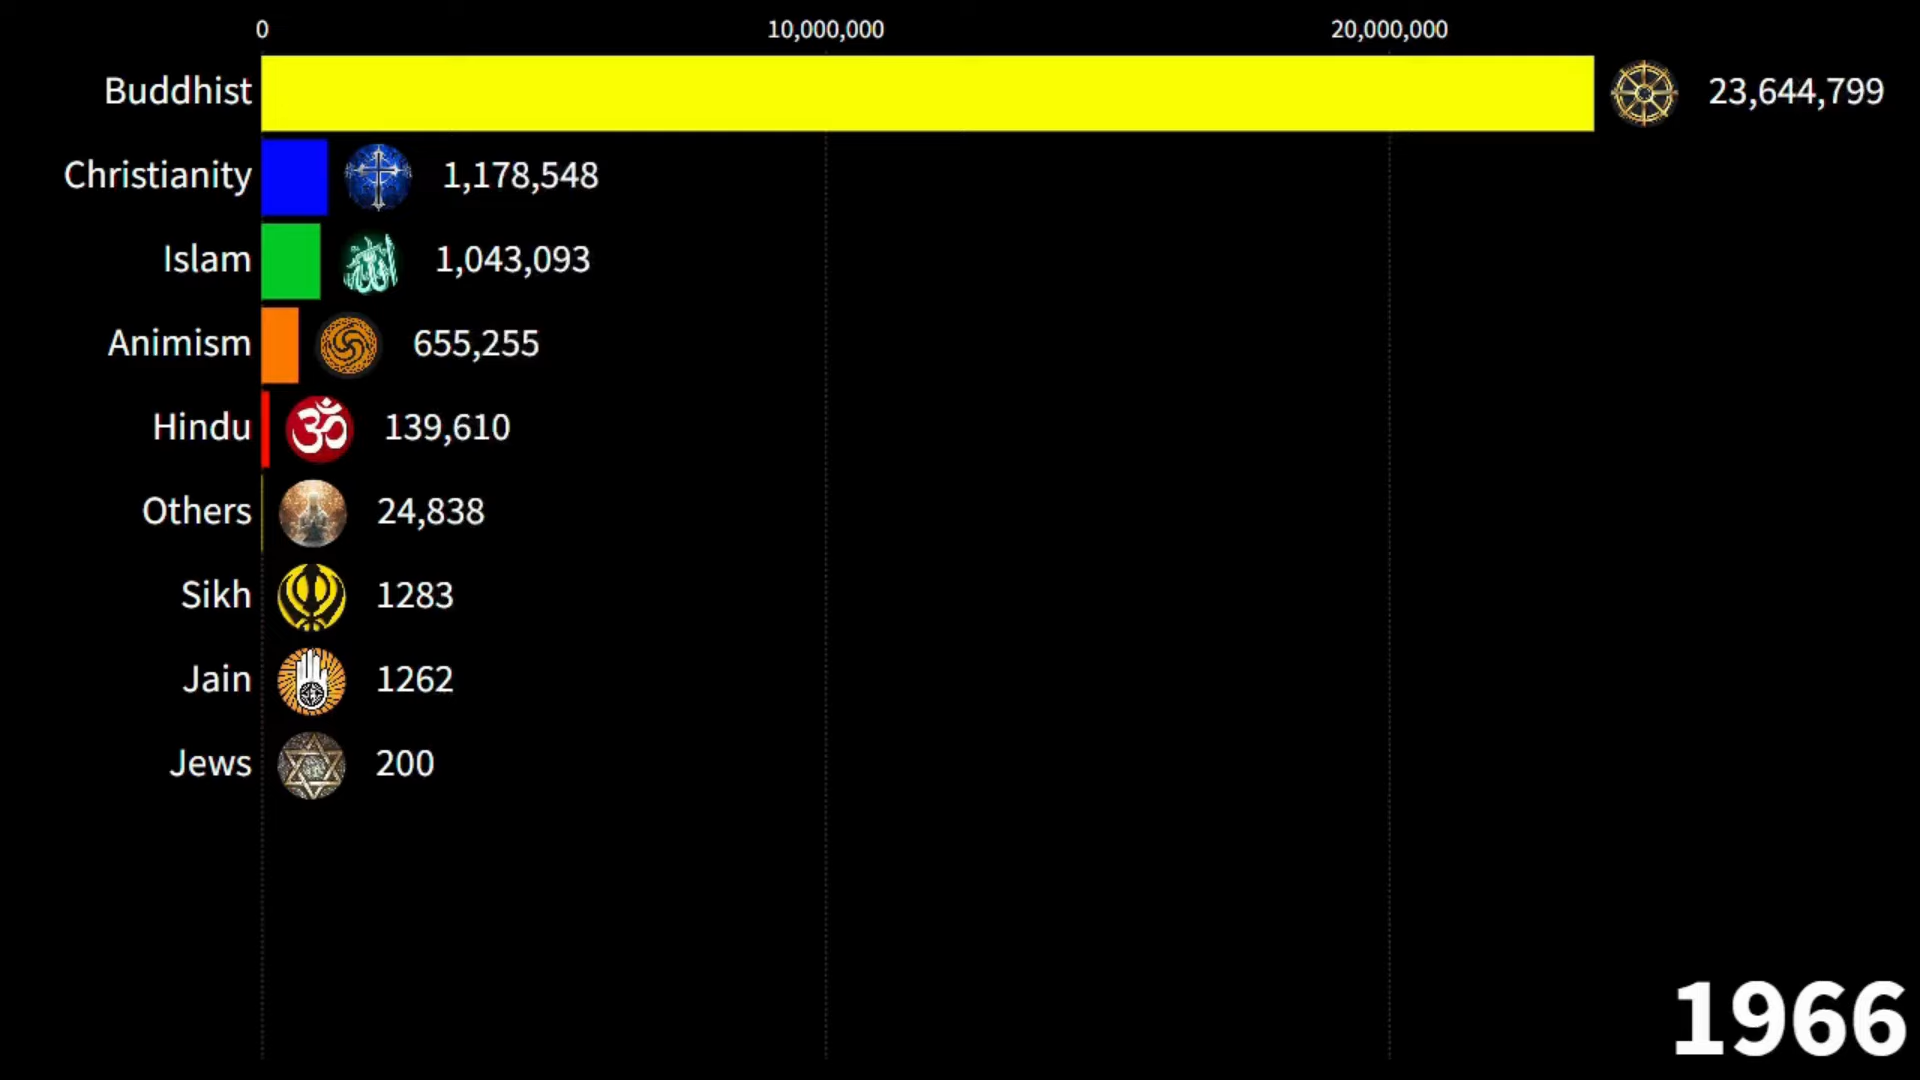 0 10,000,000 20,000,000
Buddhist 23,644,799
Christianity 1,178,548
Islam 1,043,093
Animism 655,255
Hindu ॐ 139,610
Others 24,838
Sikh 1283
Jain 1262
Jews 200
1966